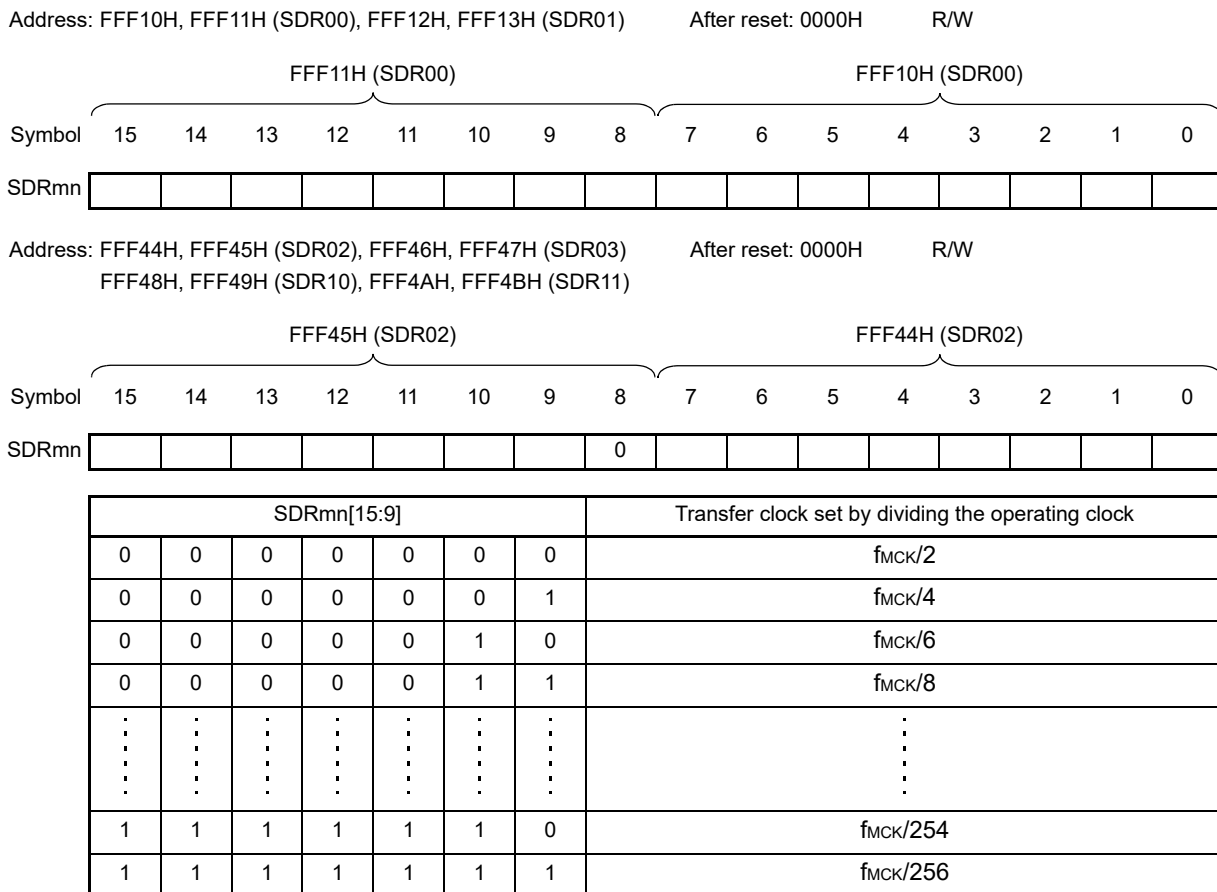 Address: FFF10H, FFF11H (SDR00), FFF12H, FFF13H (SDR01) After reset: 0000H R/W
FFF11H (SDR00) FFF10H (SDR00)
Symbol 15 14 13 12 11 10 9 8 7 6 5 4 3 2 1 0
SDRmn
Address: FFF44H, FFF45H (SDR02), FFF46H, FFF47H (SDR03) After reset: 0000H R/W
FFF48H, FFF49H (SDR10), FFF4AH, FFF4BH (SDR11)
FFF45H (SDR02) FFF44H (SDR02)
Symbol 15 14 13 12 11 10 9 8 7 6 5 4 3 2 1 0
SDRmn 0
SDRmn[15:9] Transfer clock set by dividing the operating clock
0 0 0 0 0 0 0 fMCK/2
0 0 0 0 0 0 1 fMCK/4
0 0 0 0 0 1 0 fMCK/6
0 0 0 0 0 1 1 fMCK/8
1 1 1 1 1 1 0 fMCK/254
1 1 1 1 1 1 1 fMCK/256